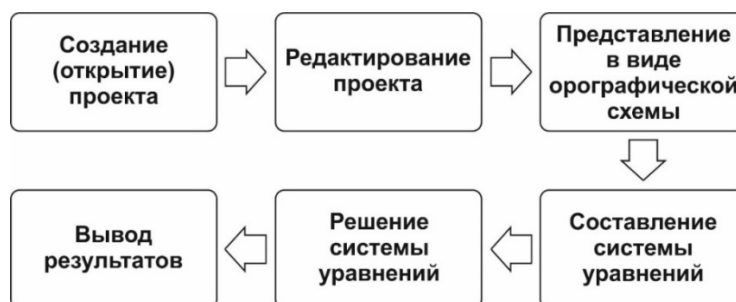 Создание
(открытие)
проекта
Редактирование
проекта
Представление
в виде
орографической
схемы
Составление
системы
уравнений
Решение
системы
уравнений
Вывод
результатов